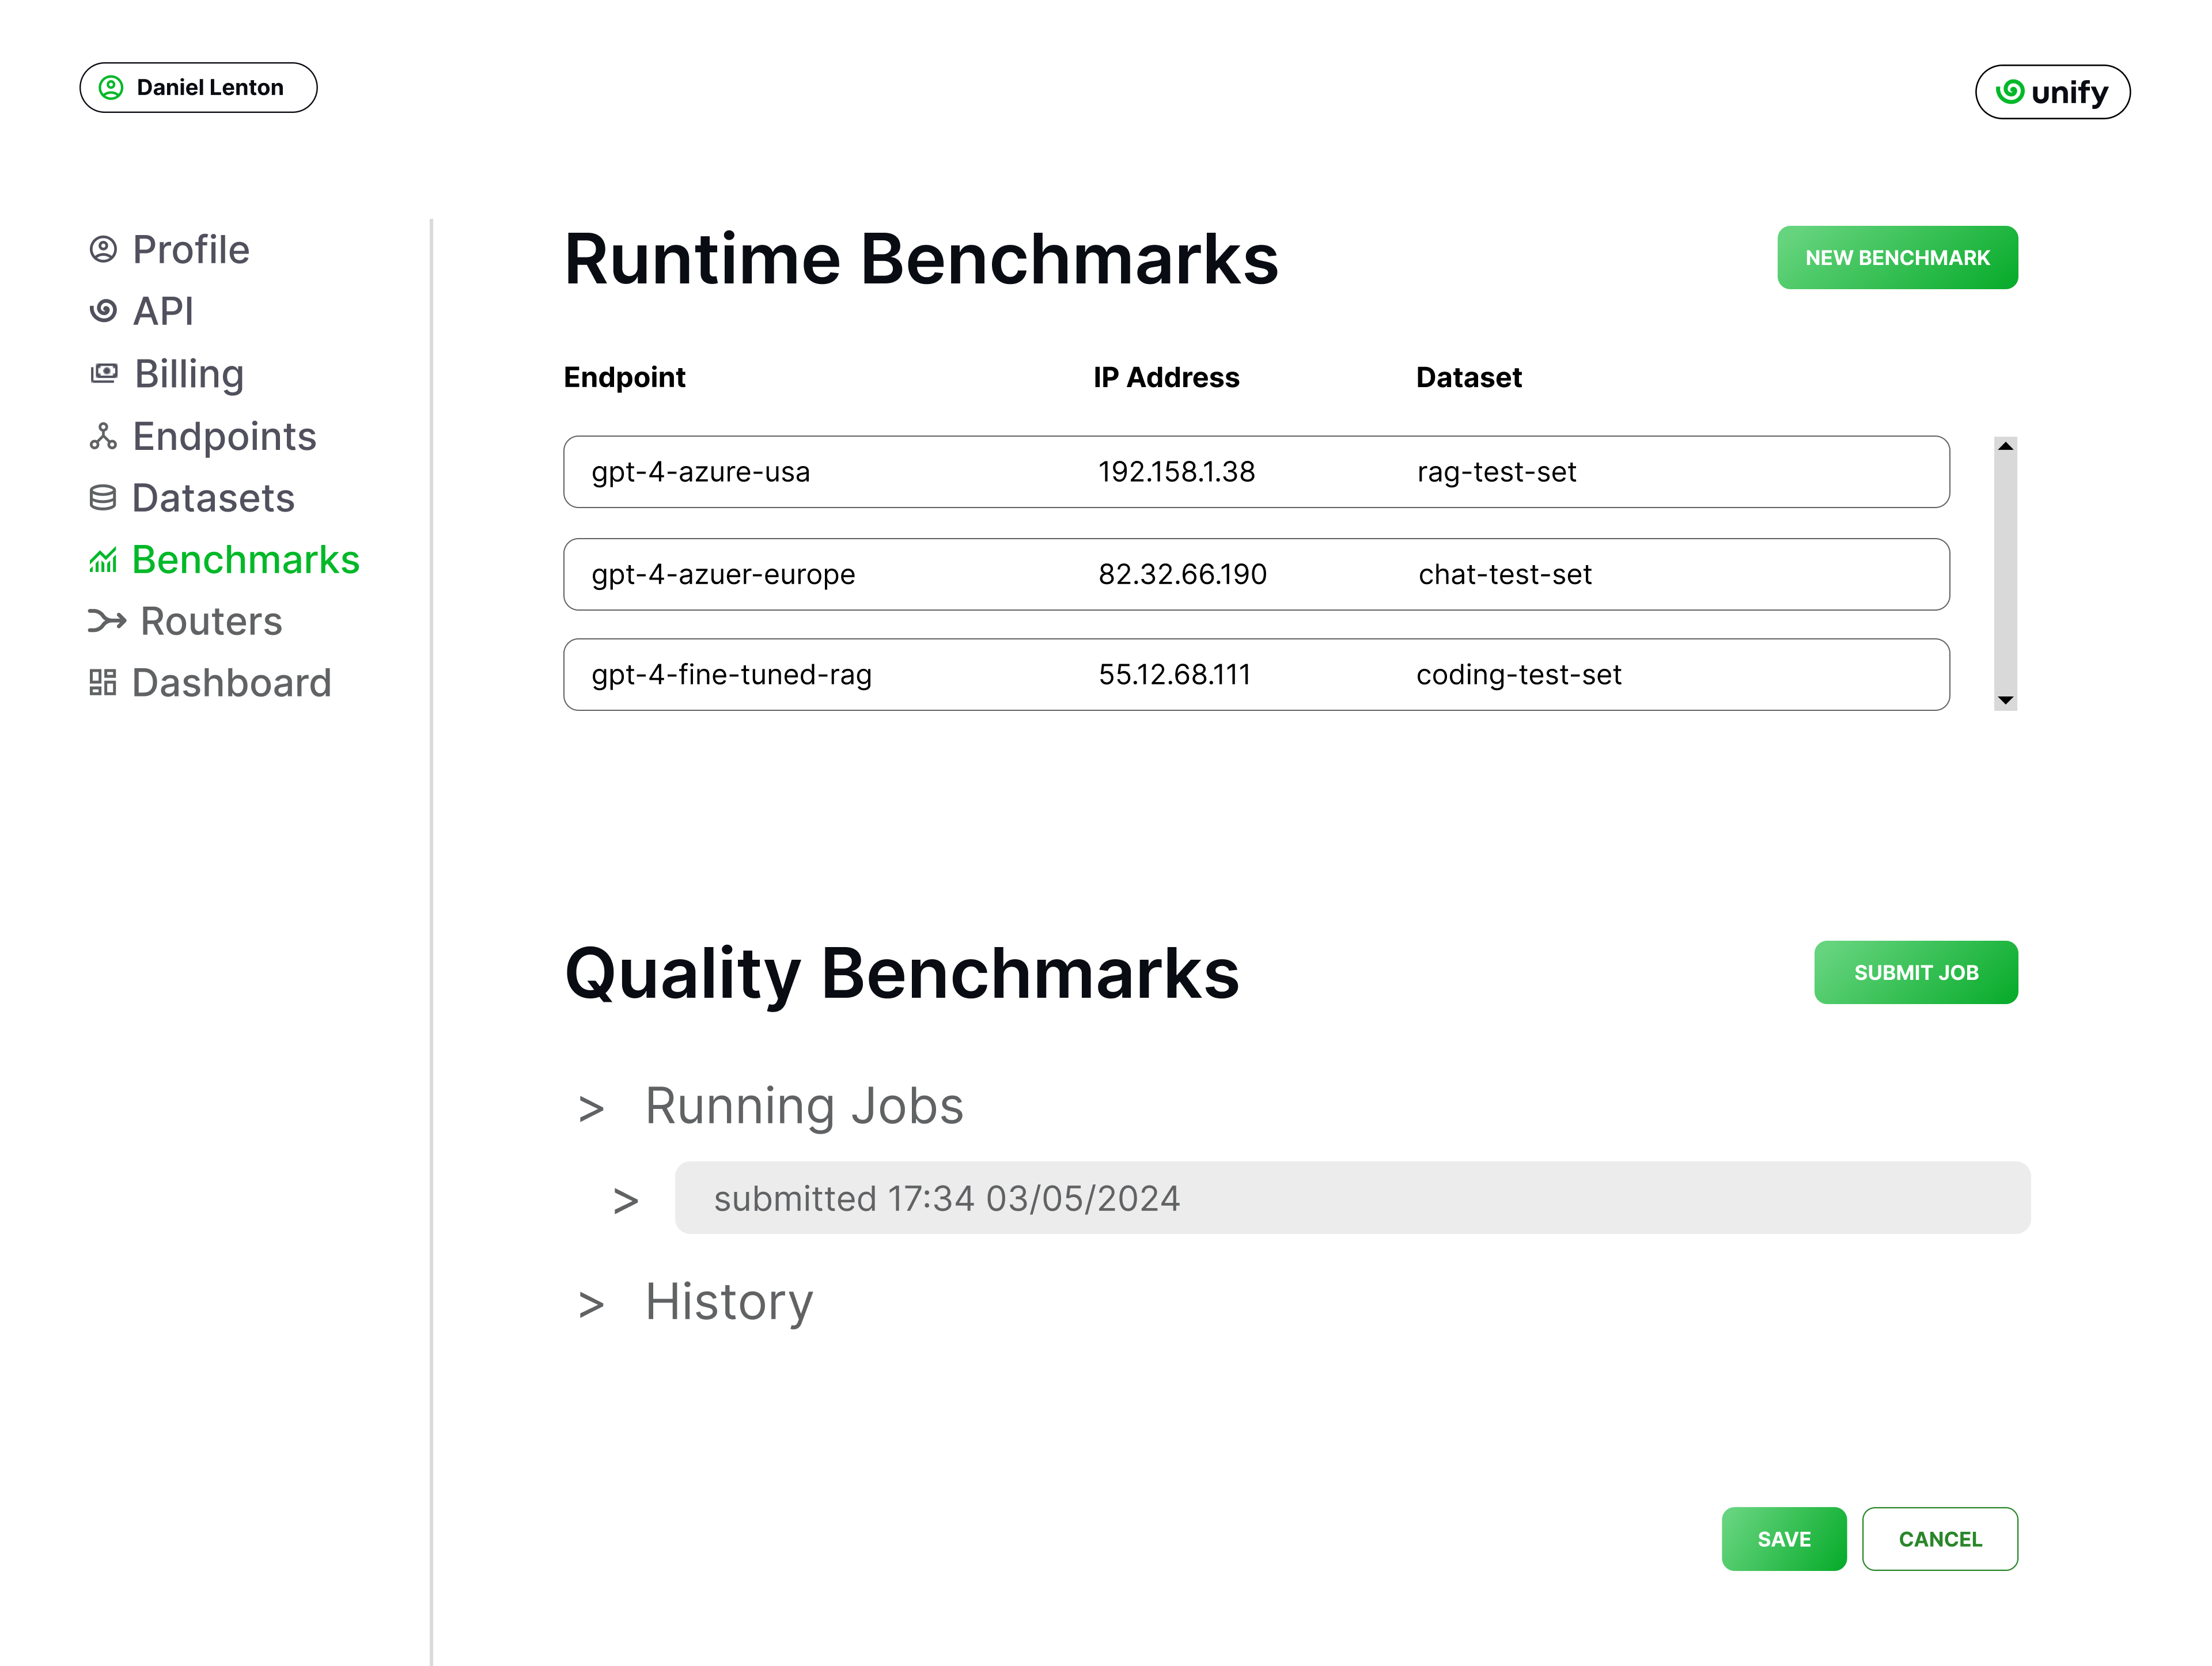 Daniel Lenton
unify
Profile
API
Billing
Endpoints
Datasets
Benchmarks
Routers
Dashboard
Runtime Benchmarks
NEW BENCHMARK
Endpoint IP Address Dataset
gpt-4-azure-usa 192.158.1.38 rag-test-set
gpt-4-azuer-europe 82.32.66.190 chat-test-set
gpt-4-fine-tuned-rag 55.12.68.111 coding-test-set
Quality Benchmarks
SUBMIT JOB
> Running Jobs
> submitted 17:34 03/05/2024
> History
SAVE CANCEL